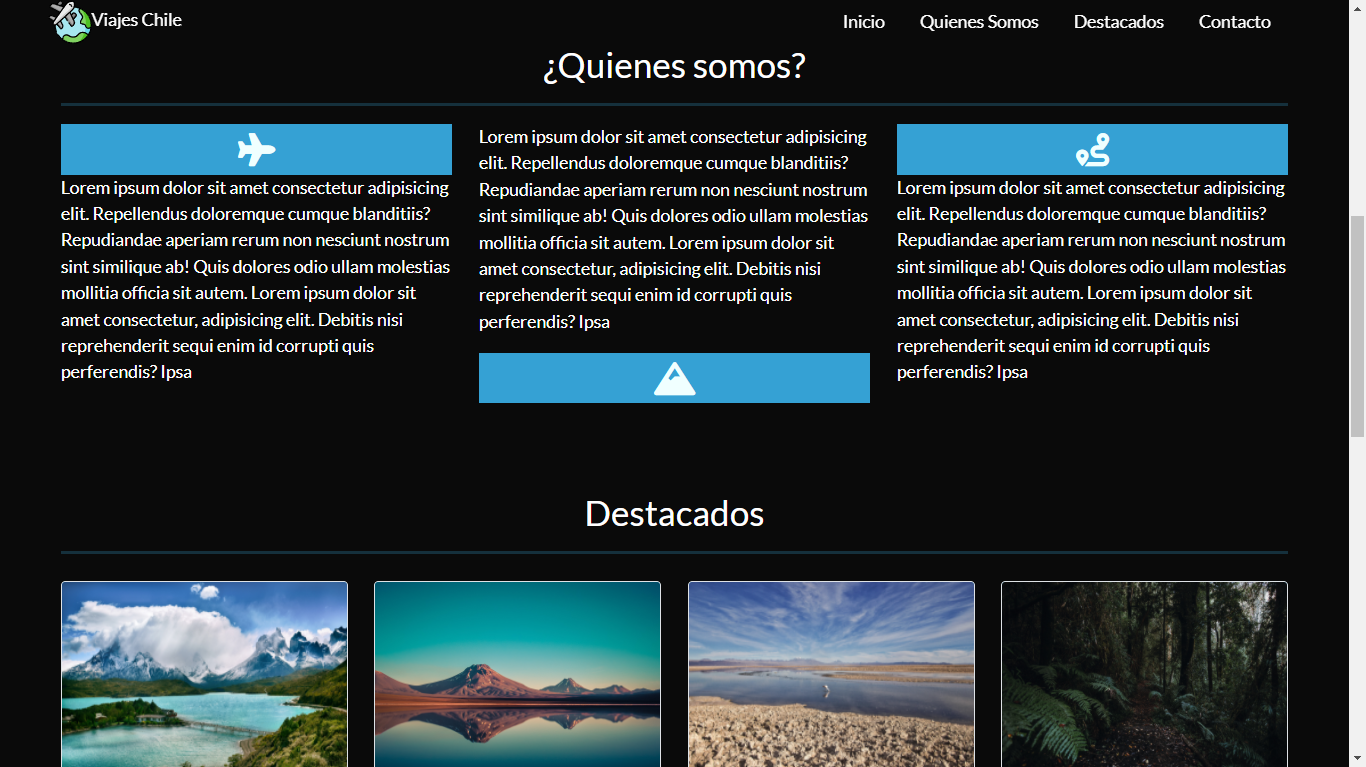 Viajes Chile
Inicio
Quienes Somos
Destacados
Contacto
¿Quienes somos?
Lorem ipsum dolor sit amet consectetur adipisicing
elit. Repellendus doloremque cumque blanditiis?
Repudiandae aperiam rerum non nesciunt nostrum
sint similique ab! Quis dolores odio ullam molestias
mollitia officia sit autem. Lorem ipsum dolor sit
amet consectetur, adipisicing elit. Debitis nisi
reprehenderit sequi enim id corrupti quis
perferendis? Ipsa
Lorem ipsum dolor sit amet consectetur adipisicing
elit. Repellendus doloremque cumque blanditiis?
Repudiandae aperiam rerum non nesciunt nostrum
sint similique ab! Quis dolores odio ullam molestias
mollitia officia sit autem. Lorem ipsum dolor sit
amet consectetur, adipisicing elit. Debitis nisi
reprehenderit sequi enim id corrupti quis
perferendis? Ipsa
Lorem ipsum dolor sit amet consectetur adipisicing
elit. Repellendus doloremque cumque blanditiis?
Repudiandae aperiam rerum non nesciunt nostrum
sint similique ab! Quis dolores odio ullam molestias
mollitia officia sit autem. Lorem ipsum dolor sit
amet consectetur, adipisicing elit. Debitis nisi
reprehenderit sequi enim id corrupti quis
perferendis? Ipsa
Destacados